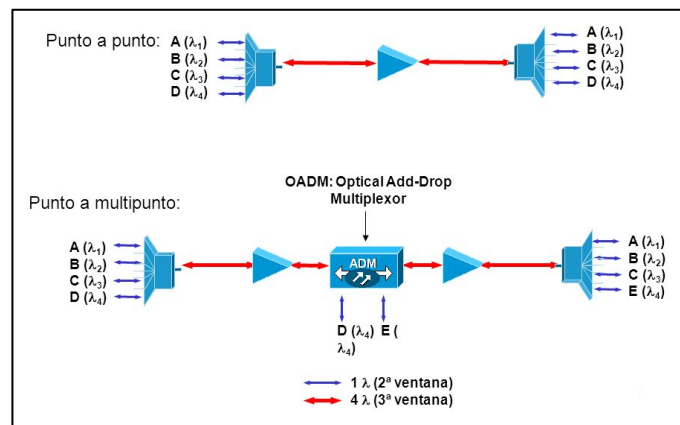 Punto a punto:
A (λ₁)
B (λ₂)
C (λ₃)
D (λ₄)
A (λ₁)
B (λ₂)
C (λ₃)
D (λ₄)
OADM: Optical Add-Drop
Multiplexor
Punto a multipunto:
A (λ₁)
B (λ₂)
C (λ₃)
D (λ₄)
ADM
A (λ₁)
B (λ₂)
C (λ₃)
E (λ₄)
D (λ₄) E (
λ₄)
1 λ (2ª ventana)
4 λ (3ª ventana)